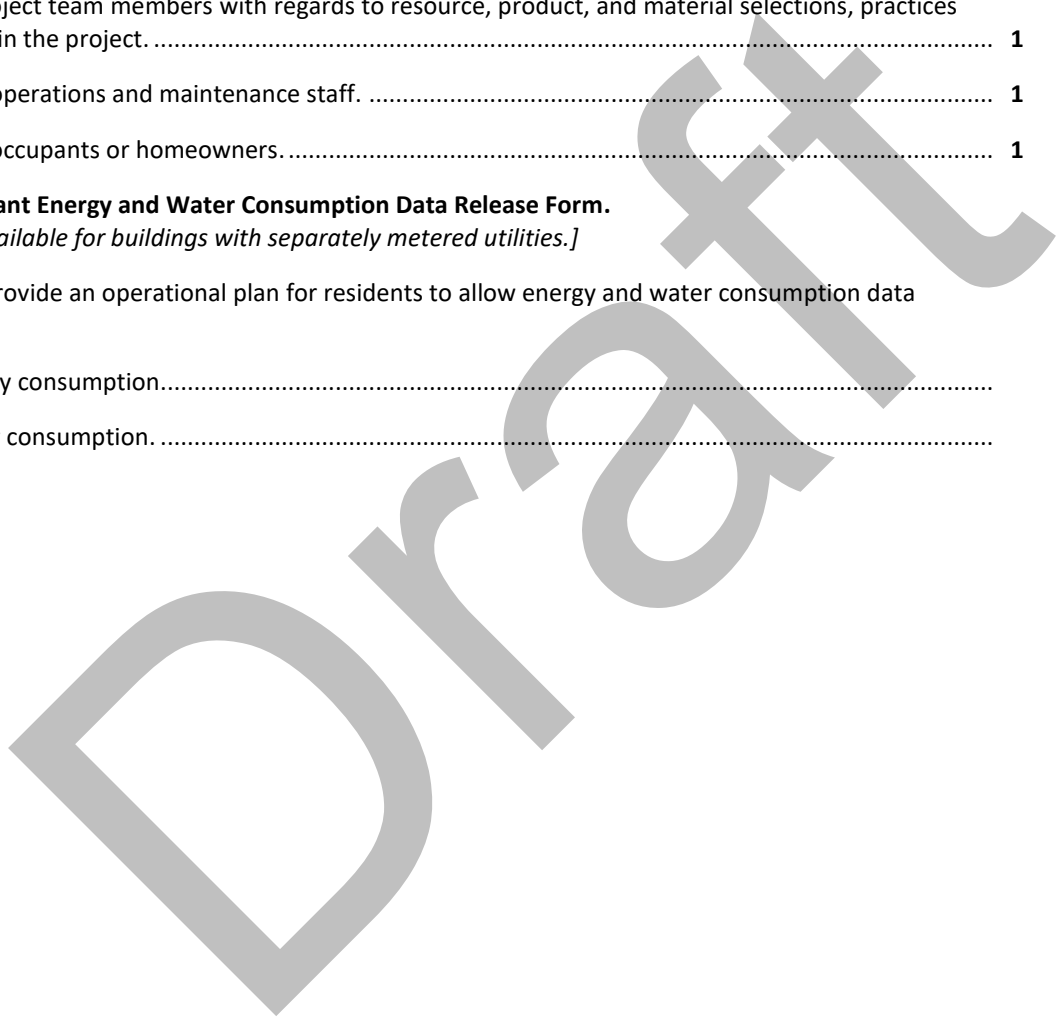 ject team members with regards to resource, product, and material selections, practices
in the project. ........................................................................................................................ 1
operations and maintenance staff. ........................................................................................ 1
occupants or homeowners. .................................................................................................... 1
ant Energy and Water Consumption Data Release Form.
ailable for buildings with separately metered utilities.]
rovide an operational plan for residents to allow energy and water consumption data
y consumption........................................................................................................................
consumption. ........................................................................................................................
Draft